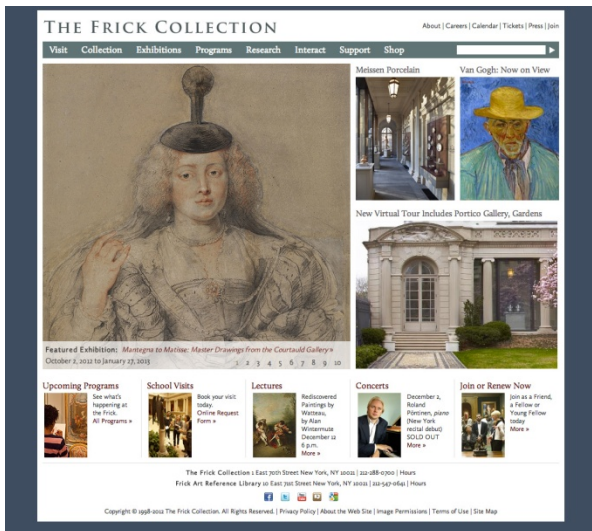 THE FRICK COLLECTION
About | Careers | Calendar | Tickets | Press | Join
Visit Collection Exhibitions Programs Research Interact Support Shop
Meissen Porcelain
Van Gogh: Now on View
New Virtual Tour Includes Portico Gallery, Gardens
Featured Exhibition: Mantegna to Matisse: Master Drawings from the Courtauld Gallery »
October 2, 2012 to January 27, 2013
1 2 3 4 5 6 7 8 9 10
Upcoming Programs
See what's
happening at
the Frick.
All Programs »
School Visits
Book your visit
today.
Online Request
Form »
Lectures
Rediscovered
Paintings by
Watteau,
by Alan
Wintermute
December 12
6 p.m.
More »
Concerts
December 2,
Roland
Pöntinen, piano
(New York
recital debut)
SOLD OUT
More »
Join or Renew Now
Join as a Friend,
a Fellow or
Young Fellow
today
More »
The Frick Collection 1 East 70th Street New York, NY 10021 | 212-288-0700 | Hours
Frick Art Reference Library 10 East 71st Street New York, NY 10021 | 212-547-0641 | Hours
Copyright © 1998-2012 The Frick Collection. All Rights Reserved. | Privacy Policy | About the Web Site | Image Permissions | Terms of Use | Site Map